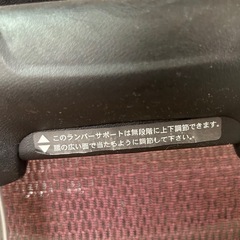 このランバーサポートは無段階に上下調節できます。
部の広い面で当たるように調節して下さい。